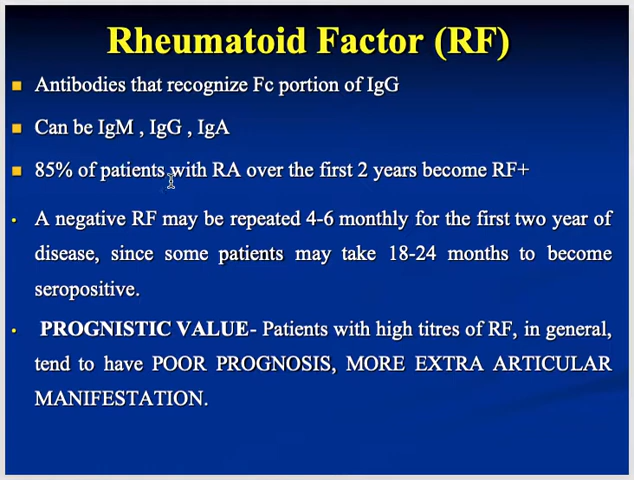 Rheumatoid Factor (RF)
Antibodies that recognize Fc portion of IgG
Can be IgM , IgG , IgA
85% of patients with RA over the first 2 years become RF+
A negative RF may be repeated 4-6 monthly for the first two year of
disease, since some patients may take 18-24 months to become
seropositive.
PROGNISTIC VALUE- Patients with high titres of RF, in general,
tend to have POOR PROGNOSIS, MORE EXTRA ARTICULAR
MANIFESTATION.